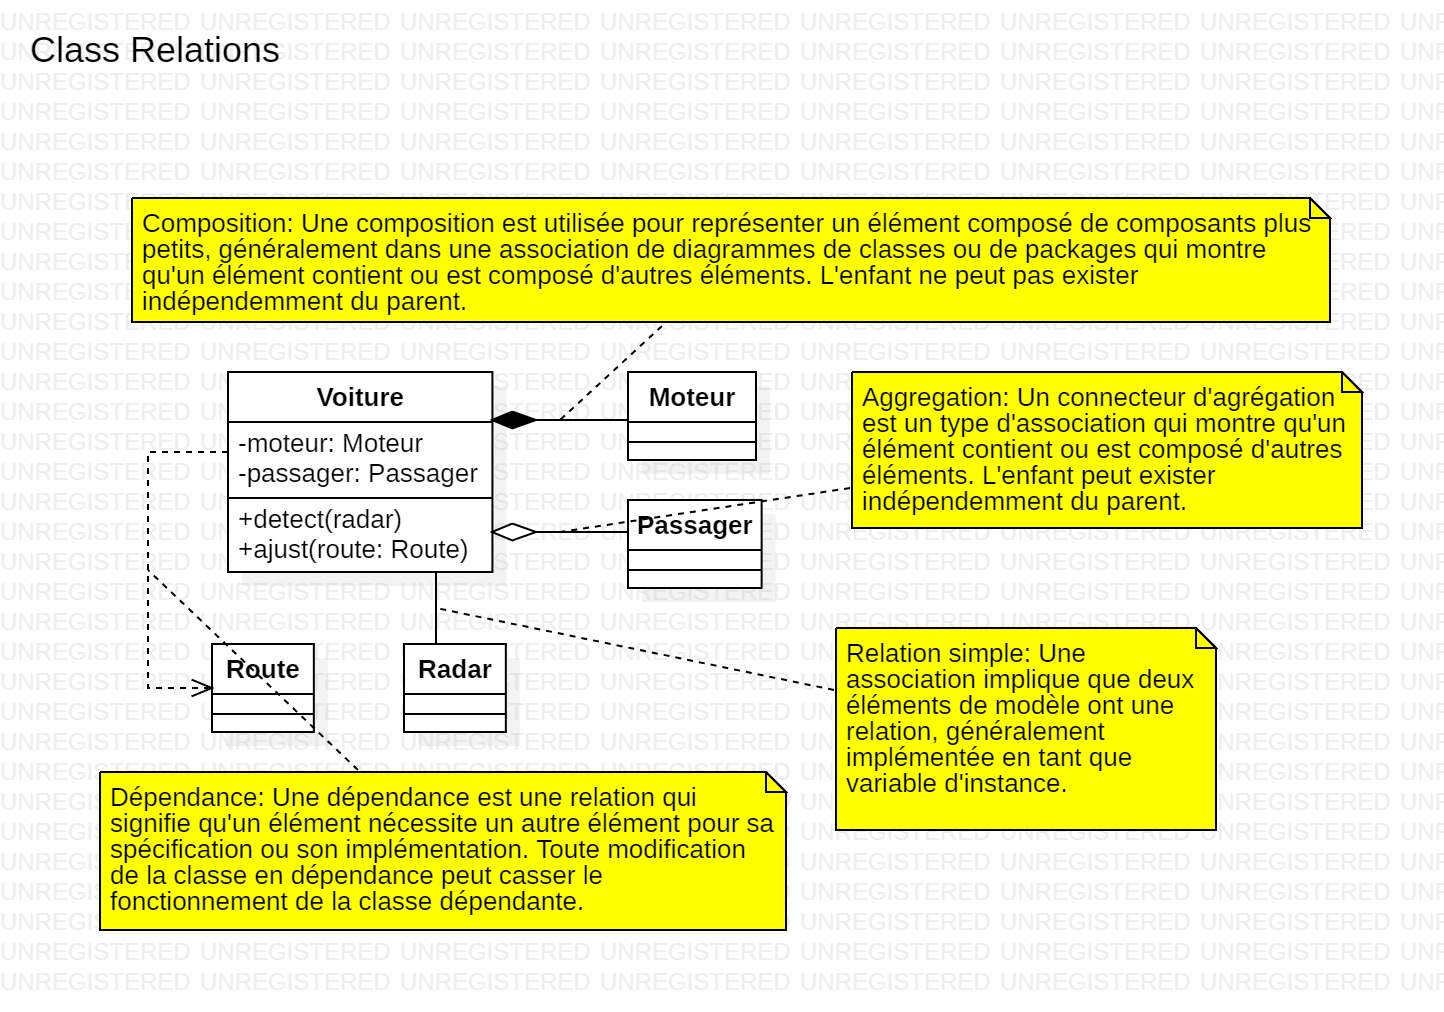 Class Relations
Composition: Une composition est utilisée pour représenter un élément composé de composants plus
petits, généralement dans une association de diagrammes de classes ou de packages qui montre
qu'un élément contient ou est composé d'autres éléments. L'enfant ne peut pas exister
indépendemment du parent.
Voiture
-moteur: Moteur
-passager: Passager
+detect(radar)
+ajust(route: Route)
Moteur
Passager
Aggregation: Un connecteur d'agrégation
est un type d'association qui montre qu'un
élément contient ou est composé d'autres
éléments. L'enfant peut exister
indépendemment du parent.
Route
Radar
Relation simple: Une
association implique que deux
éléments de modèle ont une
relation, généralement
implémentée en tant que
variable d'instance.
Dépendance: Une dépendance est une relation qui
signifie qu'un élément nécessite un autre élément pour sa
spécification ou son implémentation. Toute modification
de la classe en dépendance peut casser le
fonctionnement de la classe dépendante.
UNREGISTERED